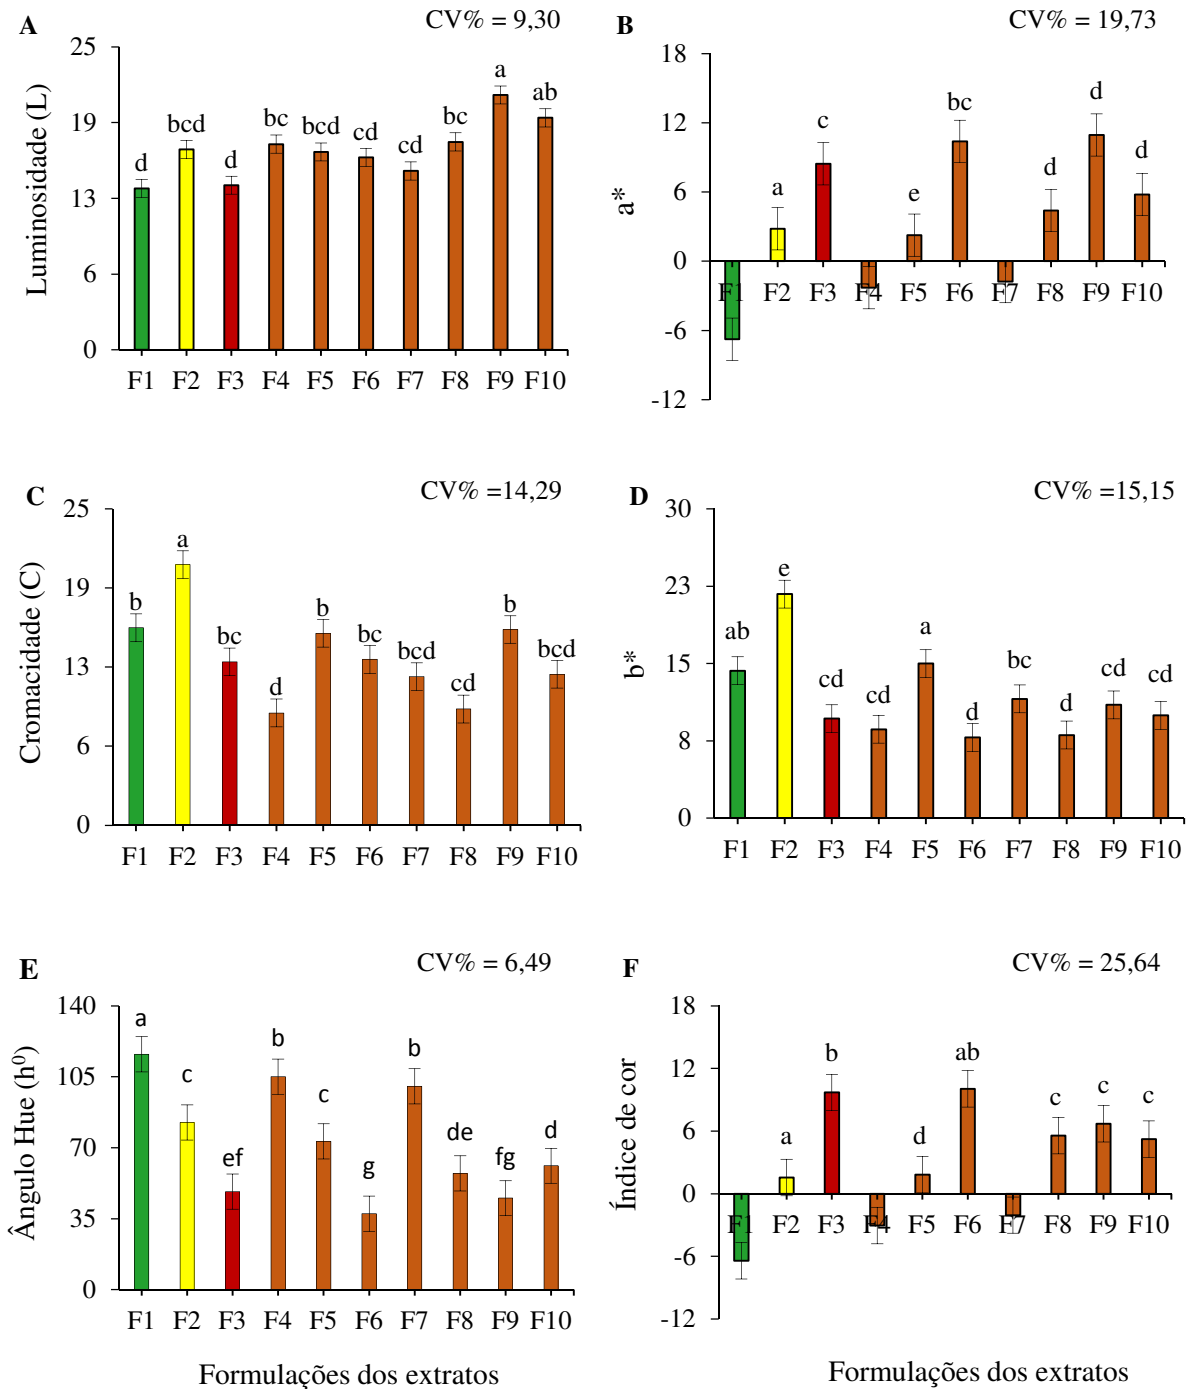 A
CV% = 9,30
Luminosidade (L)
25
19
13
6
0
d
bcd
d
bc
bcd
cd
cd
bc
a
ab
F1 F2 F3 F4 F5 F6 F7 F8 F9 F10
B
CV% = 19,73
a*
18
12
6
0
-6
-12
a
c
e
bc
d
d
d
F1 F2 F3 F4 F5 F6 F7 F8 F9 F10
C
CV% =14,29
Cromacidade (C)
25
19
13
6
0
b
a
bc
d
b
bc
bcd
cd
b
bcd
F1 F2 F3 F4 F5 F6 F7 F8 F9 F10
D
CV% =15,15
b*
30
23
15
8
0
ab
e
cd
cd
a
d
bc
d
cd
cd
F1 F2 F3 F4 F5 F6 F7 F8 F9 F10
E
CV% = 6,49
Ângulo Hue (h⁰)
140
105
70
35
0
a
c
ef
b
c
g
b
de
fg
d
F1 F2 F3 F4 F5 F6 F7 F8 F9 F10
Formulações dos extratos
F
CV% = 25,64
Índice de cor
18
12
6
0
-6
-12
a
b
d
ab
c
c
c
F1 F2 F3 F4 F5 F6 F7 F8 F9 F10
Formulações dos extratos